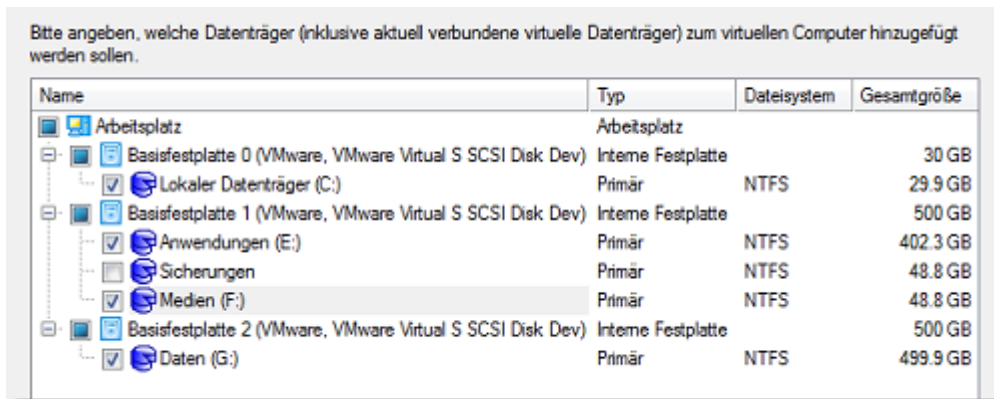 Bitte angeben, welche Datenträger (inklusive aktuell verbundene virtuelle Datenträger) zum virtuellen Computer hinzugefügt
werden sollen.
Name Typ Dateisystem Gesamtgröße
Arbeitsplatz Arbeitsplatz
Basisfestplatte 0 (VMware, VMware Virtual S SCSI Disk Dev) Interne Festplatte 30 GB
Lokaler Datenträger (C:) Primär NTFS 29.9 GB
Basisfestplatte 1 (VMware, VMware Virtual S SCSI Disk Dev) Interne Festplatte 500 GB
Anwendungen (E:) Primär NTFS 402.3 GB
Sicherungen Primär NTFS 48.8 GB
Medien (F:) Primär NTFS 48.8 GB
Basisfestplatte 2 (VMware, VMware Virtual S SCSI Disk Dev) Interne Festplatte 500 GB
Daten (G:) Primär NTFS 499.9 GB